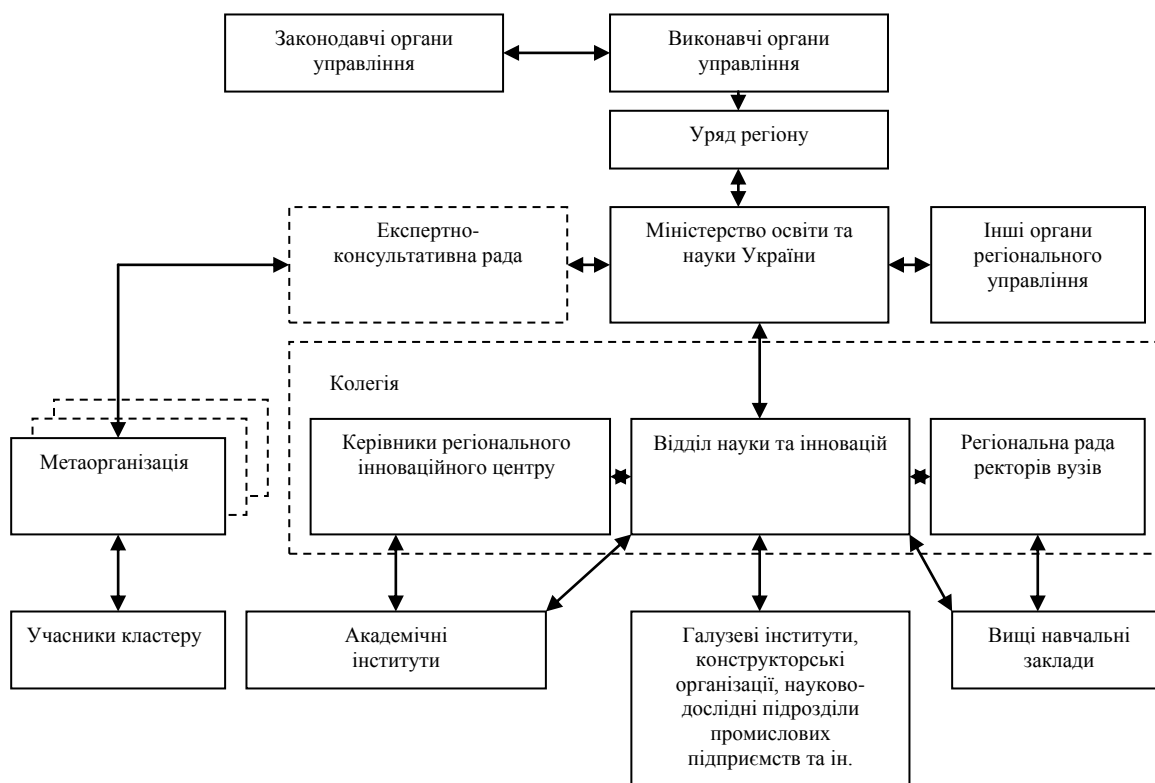 Законодавчі органи
управління
Виконавчі органи
управління
Уряд регіону
Експертно-
консультативна рада
Міністерство освіти та
науки України
Інші органи
регіонального
управління
Колегія
Метаорганізація
Керівники регіонального
інноваційного центру
Відділ науки та інновацій
Регіональна рада
ректорів вузів
Учасники кластеру
Академічні
інститути
Галузеві інститути,
конструкторські
організації, науково-
дослідні підрозділи
промислових
підприємств та ін.
Вищі навчальні
заклади